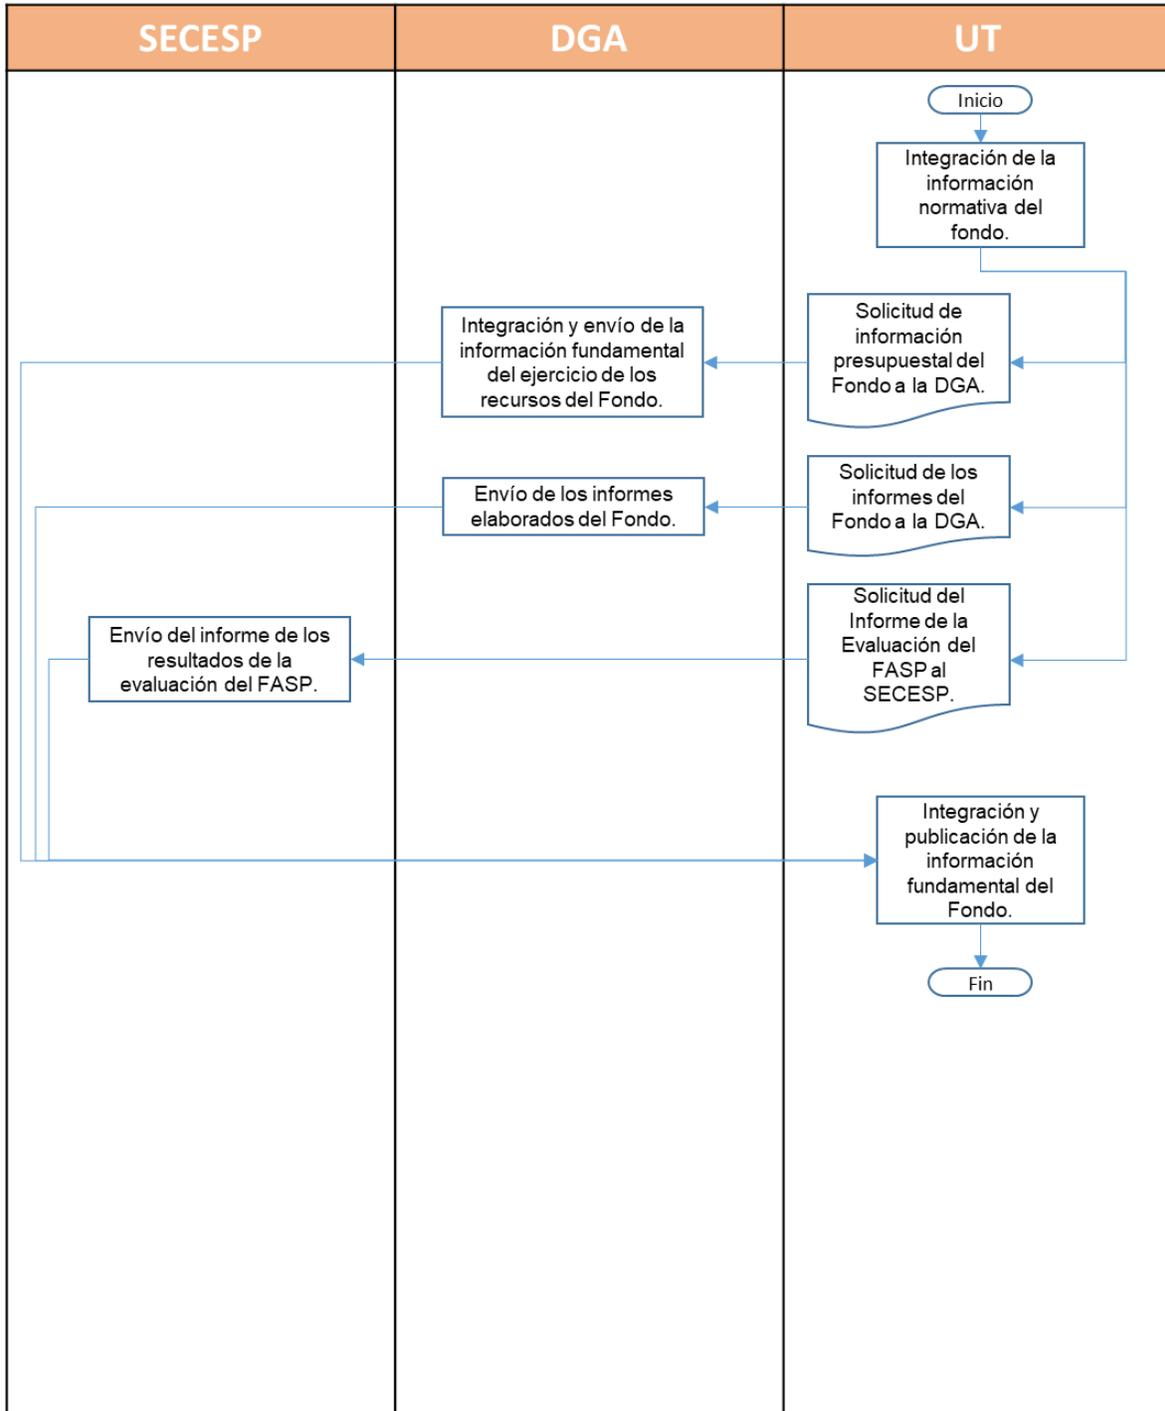 SECESP
DGA
UT
Inicio
Integración de la
información
normativa del
fondo.
Solicitud de
información
presupuestal del
Fondo a la DGA.
Integración y envío de la
información fundamental
del ejercicio de los
recursos del Fondo.
Solicitud de los
informes del
Fondo a la DGA.
Envío de los informes
elaborados del Fondo.
Solicitud del
Informe de la
Evaluación del
FASP al
SECESP.
Envío del informe de los
resultados de la
evaluación del FASP.
Integración y
publicación de la
información
fundamental del
Fondo.
Fin